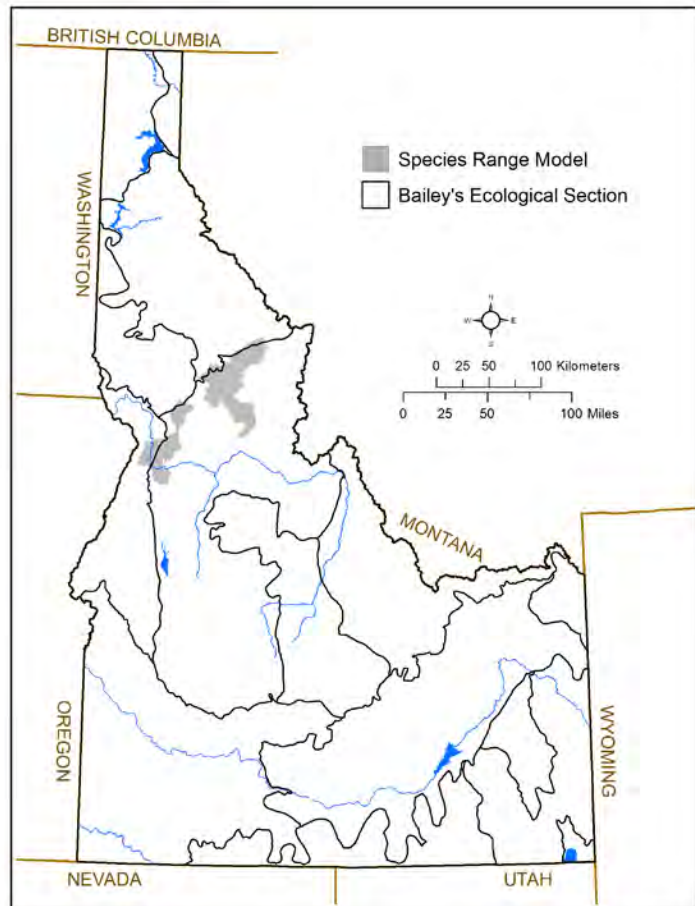 BRITISH COLUMBIA
WASHINGTON
Species Range Model
Bailey's Ecological Section
N
W E
S
0 25 50 100 Kilometers
0 25 50 100 Miles
MONTANA
OREGON
WYOMING
NEVADA
UTAH